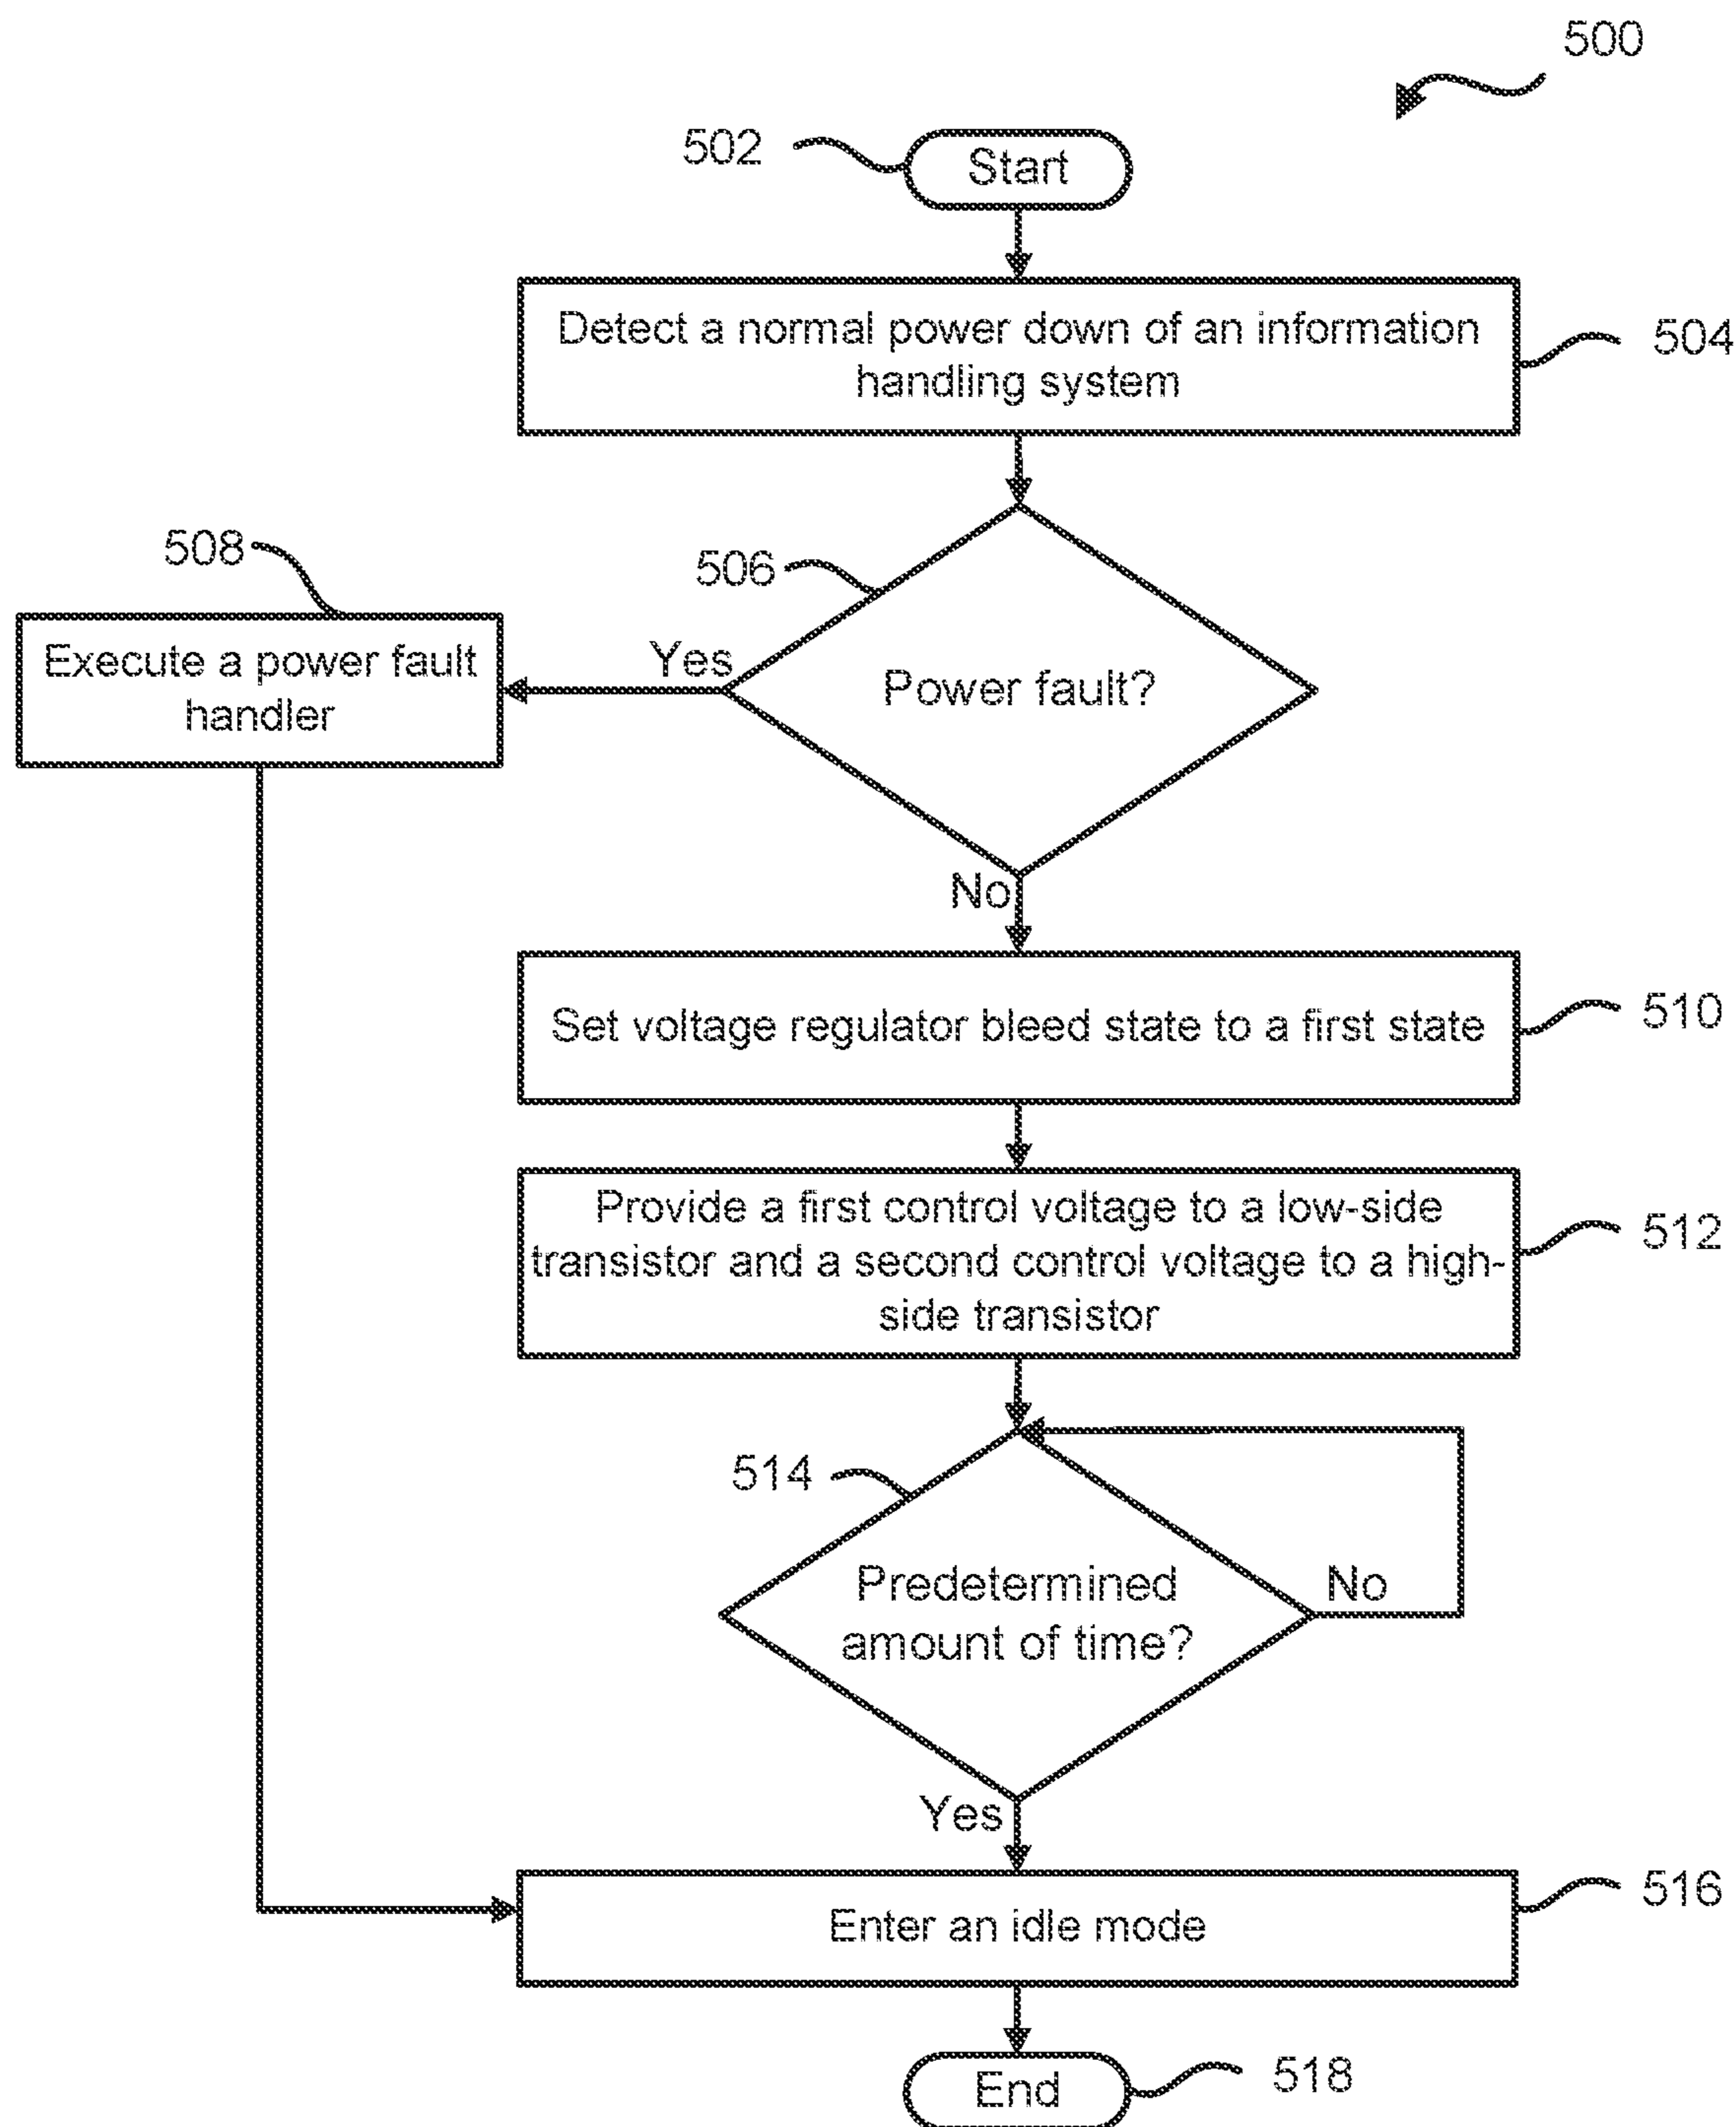 500
502
Start
Detect a normal power down of an information
handling system
504
508
506
Execute a power fault
handler
Yes
Power fault?
No
Set voltage regulator bleed state to a first state
510
Provide a first control voltage to a low-side
transistor and a second control voltage to a high-
side transistor
512
514
Predetermined
amount of time?
No
Yes
Enter an idle mode
516
End
518